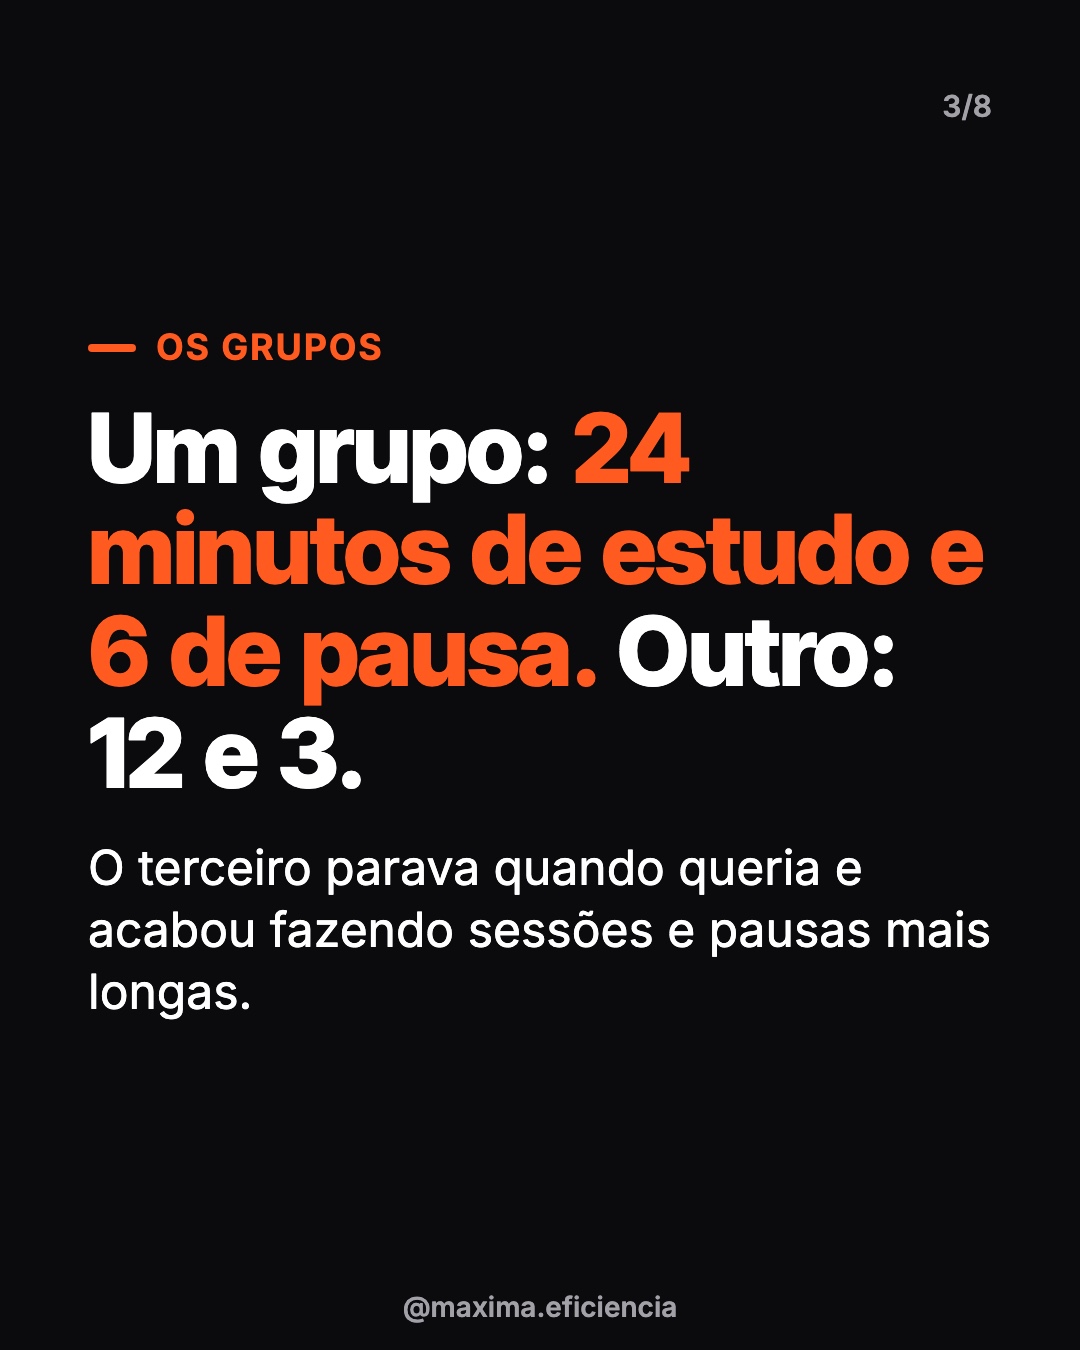 3/8
OS GRUPOS
Um grupo: 24
minutos de estudo e
6 de pausa. Outro:
12 e 3.
O terceiro parava quando queria e
acabou fazendo sessões e pausas mais
longas.
@maxima.eficiencia